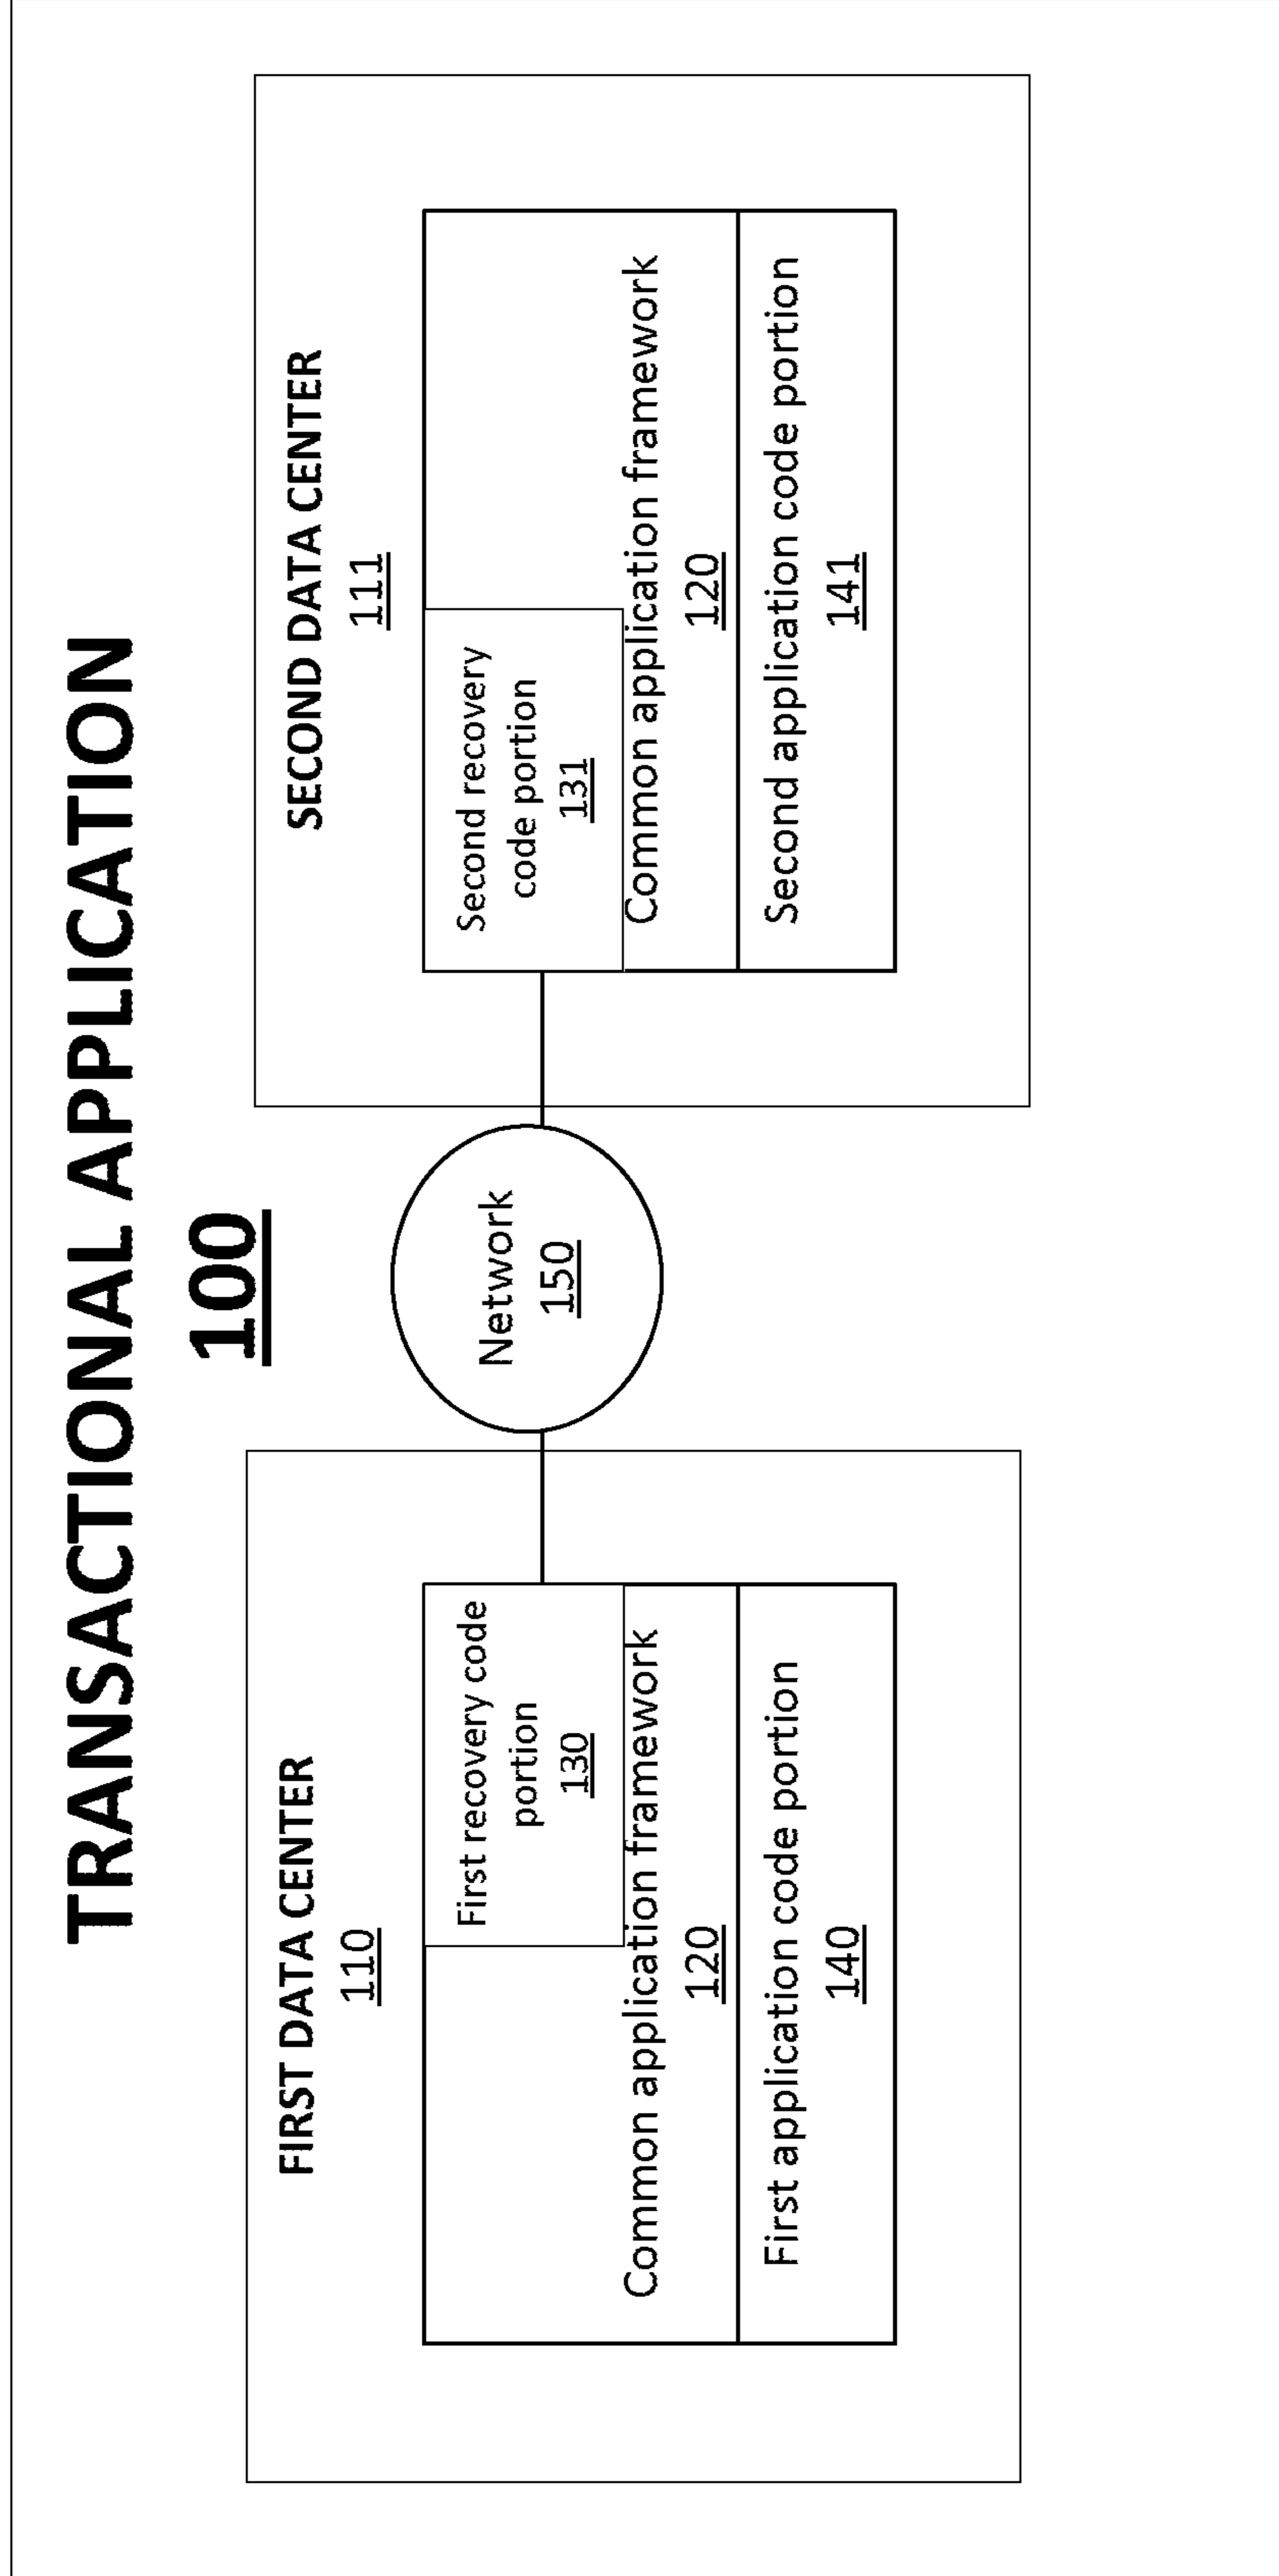 TRANSACTIONAL APPLICATION
100
FIRST DATA CENTER
110
First recovery code
portion
130
Common application framework
120
First application code portion
140
Network
150
SECOND DATA CENTER
111
Second recovery
code portion
131
Common application framework
120
Second application code portion
141